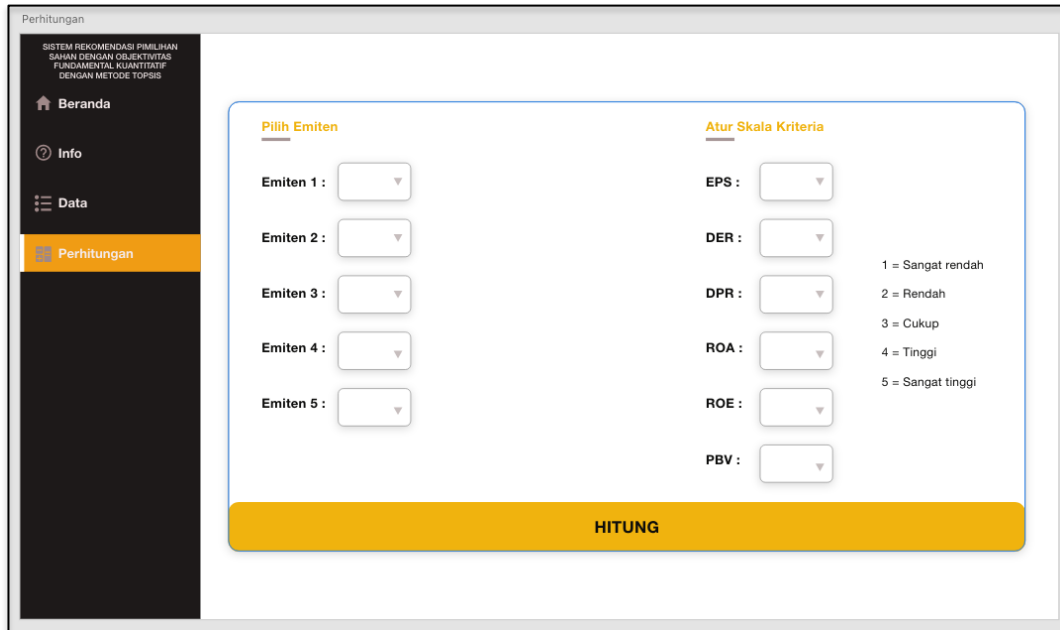 Perhitungan
SISTEM REKOMENDASI PIMILIHAN
SAHAN DENGAN OBJEKTIVITAS
FUNDAMENTAL KUANTITATIF
DENGAN METODE TOPSIS
Beranda
Info
Data
Perhitungan
Pilih Emiten
Emiten 1 :
Emiten 2 :
Emiten 3 :
Emiten 4 :
Emiten 5 :
Atur Skala Kriteria
EPS :
DER :
DPR :
ROA :
ROE :
PBV :
1 = Sangat rendah
2 = Rendah
3 = Cukup
4 = Tinggi
5 = Sangat tinggi
HITUNG